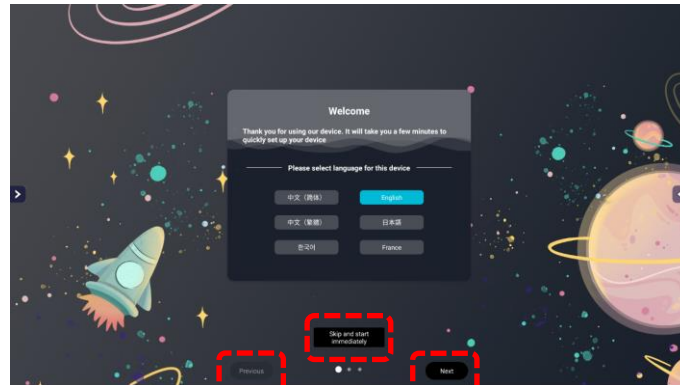 Welcome
Thank you for using our device. It will take you a few minutes to
quickly set up your device
Please select language for this device
中文（简体）
English
中文（繁體）
日本語
한국어
France
Skip and start
immediately
Previous
Next